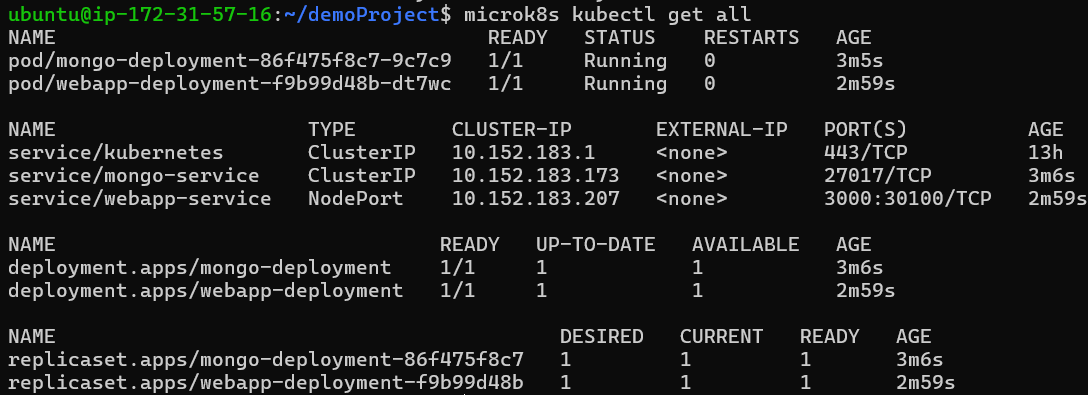 ubuntu@ip-172-31-57-16:~/demoProject$ microk8s kubectl get all
NAME READY STATUS RESTARTS AGE
pod/mongo-deployment-86f475f8c7-9c7c9 1/1 Running 0 3m5s
pod/webapp-deployment-f9b99d48b-dt7wc 1/1 Running 0 2m59s
NAME TYPE CLUSTER-IP EXTERNAL-IP PORT(S) AGE
service/kubernetes ClusterIP 10.152.183.1 <none> 443/TCP 13h
service/mongo-service ClusterIP 10.152.183.173 <none> 27017/TCP 3m6s
service/webapp-service NodePort 10.152.183.207 <none> 3000:30100/TCP 2m59s
NAME READY UP-TO-DATE AVAILABLE AGE
deployment.apps/mongo-deployment 1/1 1 1 3m6s
deployment.apps/webapp-deployment 1/1 1 1 2m59s
NAME DESIRED CURRENT READY AGE
replicaset.apps/mongo-deployment-86f475f8c7 1 1 1 3m6s
replicaset.apps/webapp-deployment-f9b99d48b 1 1 1 2m59s